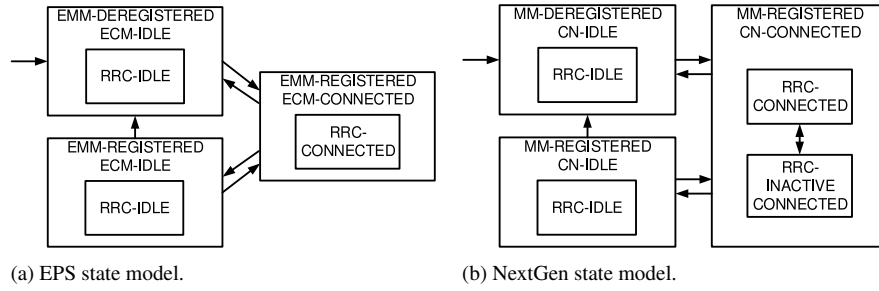 EMM-DEREGISTERED
ECM-IDLE
RRC-IDLE
EMM-REGISTERED
ECM-CONNECTED
RRC-
CONNECTED
EMM-REGISTERED
ECM-IDLE
RRC-IDLE
(a) EPS state model.
MM-DEREGISTERED
CN-IDLE
RRC-IDLE
MM-REGISTERED
CN-CONNECTED
RRC-
CONNECTED
RRC-
INACTIVE
CONNECTED
MM-REGISTERED
CN-IDLE
RRC-IDLE
(b) NextGen state model.